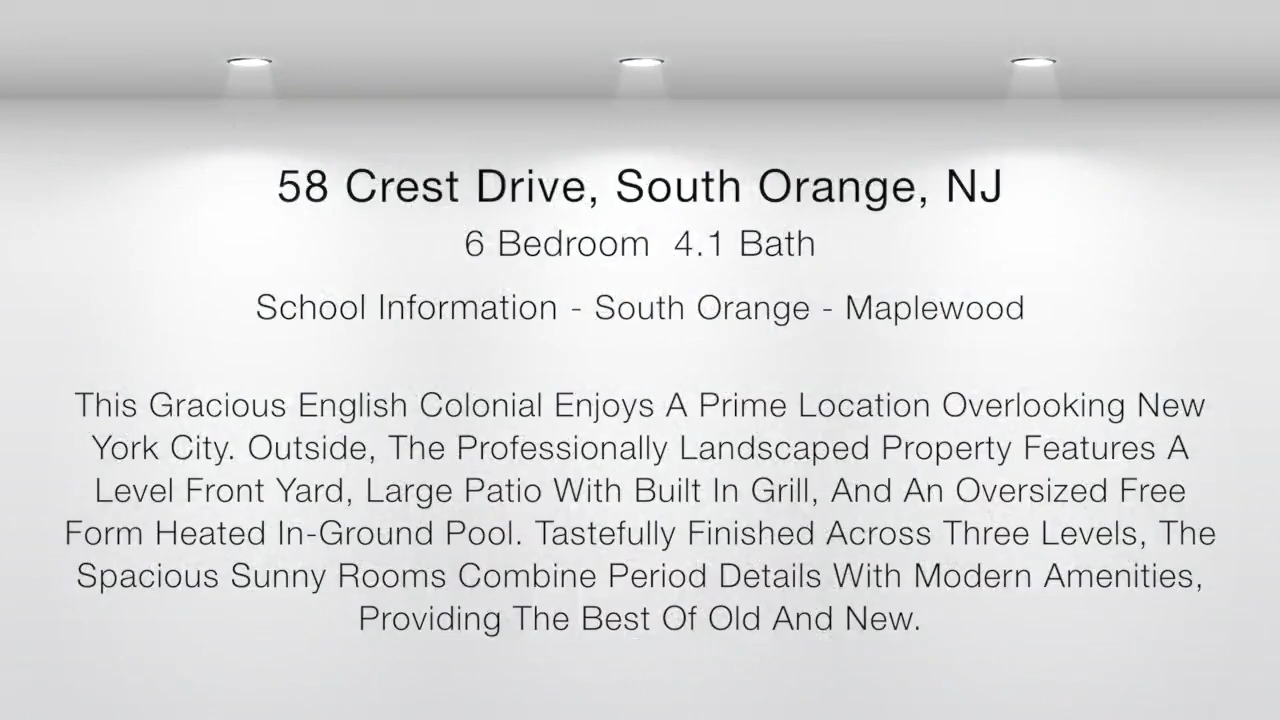 58 Crest Drive, South Orange, NJ
6 Bedroom 4.1 Bath
School Information - South Orange - Maplewood
This Gracious English Colonial Enjoys A Prime Location Overlooking New
York City. Outside, The Professionally Landscaped Property Features A
Level Front Yard, Large Patio With Built In Grill, And An Oversized Free
Form Heated In-Ground Pool. Tastefully Finished Across Three Levels, The
Spacious Sunny Rooms Combine Period Details With Modern Amenities,
Providing The Best Of Old And New.